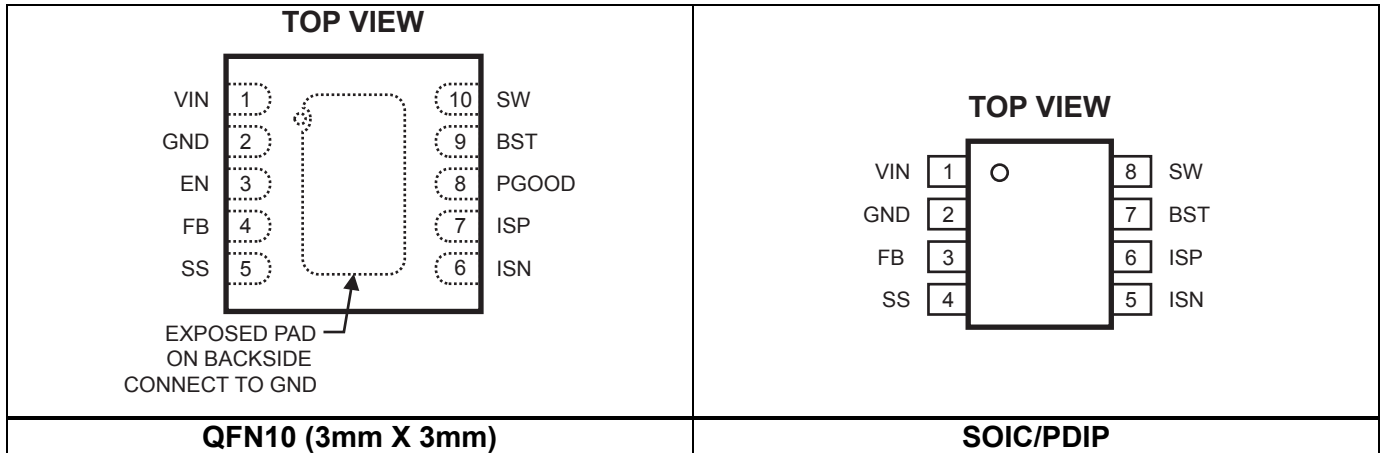 TOP VIEW
VIN 1 10 SW
GND 2 9 BST
EN 3 8 PGOOD
FB 4 7 ISP
SS 5 6 ISN
EXPOSED PAD
ON BACKSIDE
CONNECT TO GND
QFN10 (3mm X 3mm)
TOP VIEW
VIN 1 8 SW
GND 2 7 BST
FB 3 6 ISP
SS 4 5 ISN
SOIC/PDIP